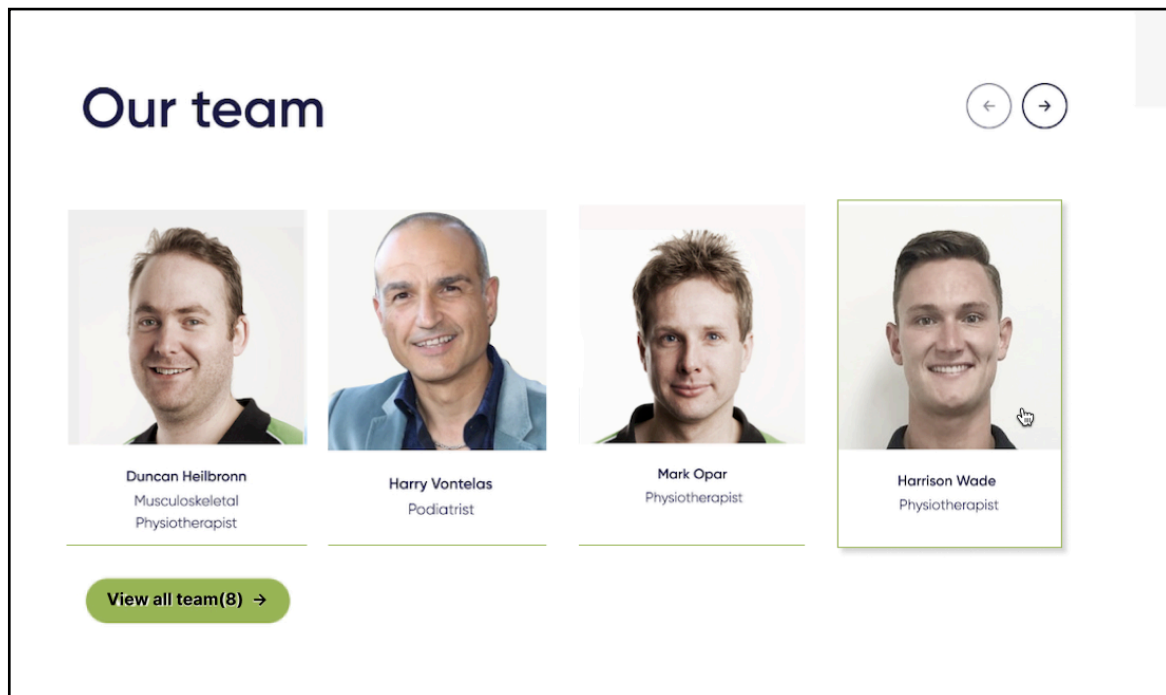 Our team
Duncan Heilbronn
Musculoskeletal
Physiotherapist
Harry Vontelas
Podiatrist
Mark Opar
Physiotherapist
Harrison Wade
Physiotherapist
View all team(8) →